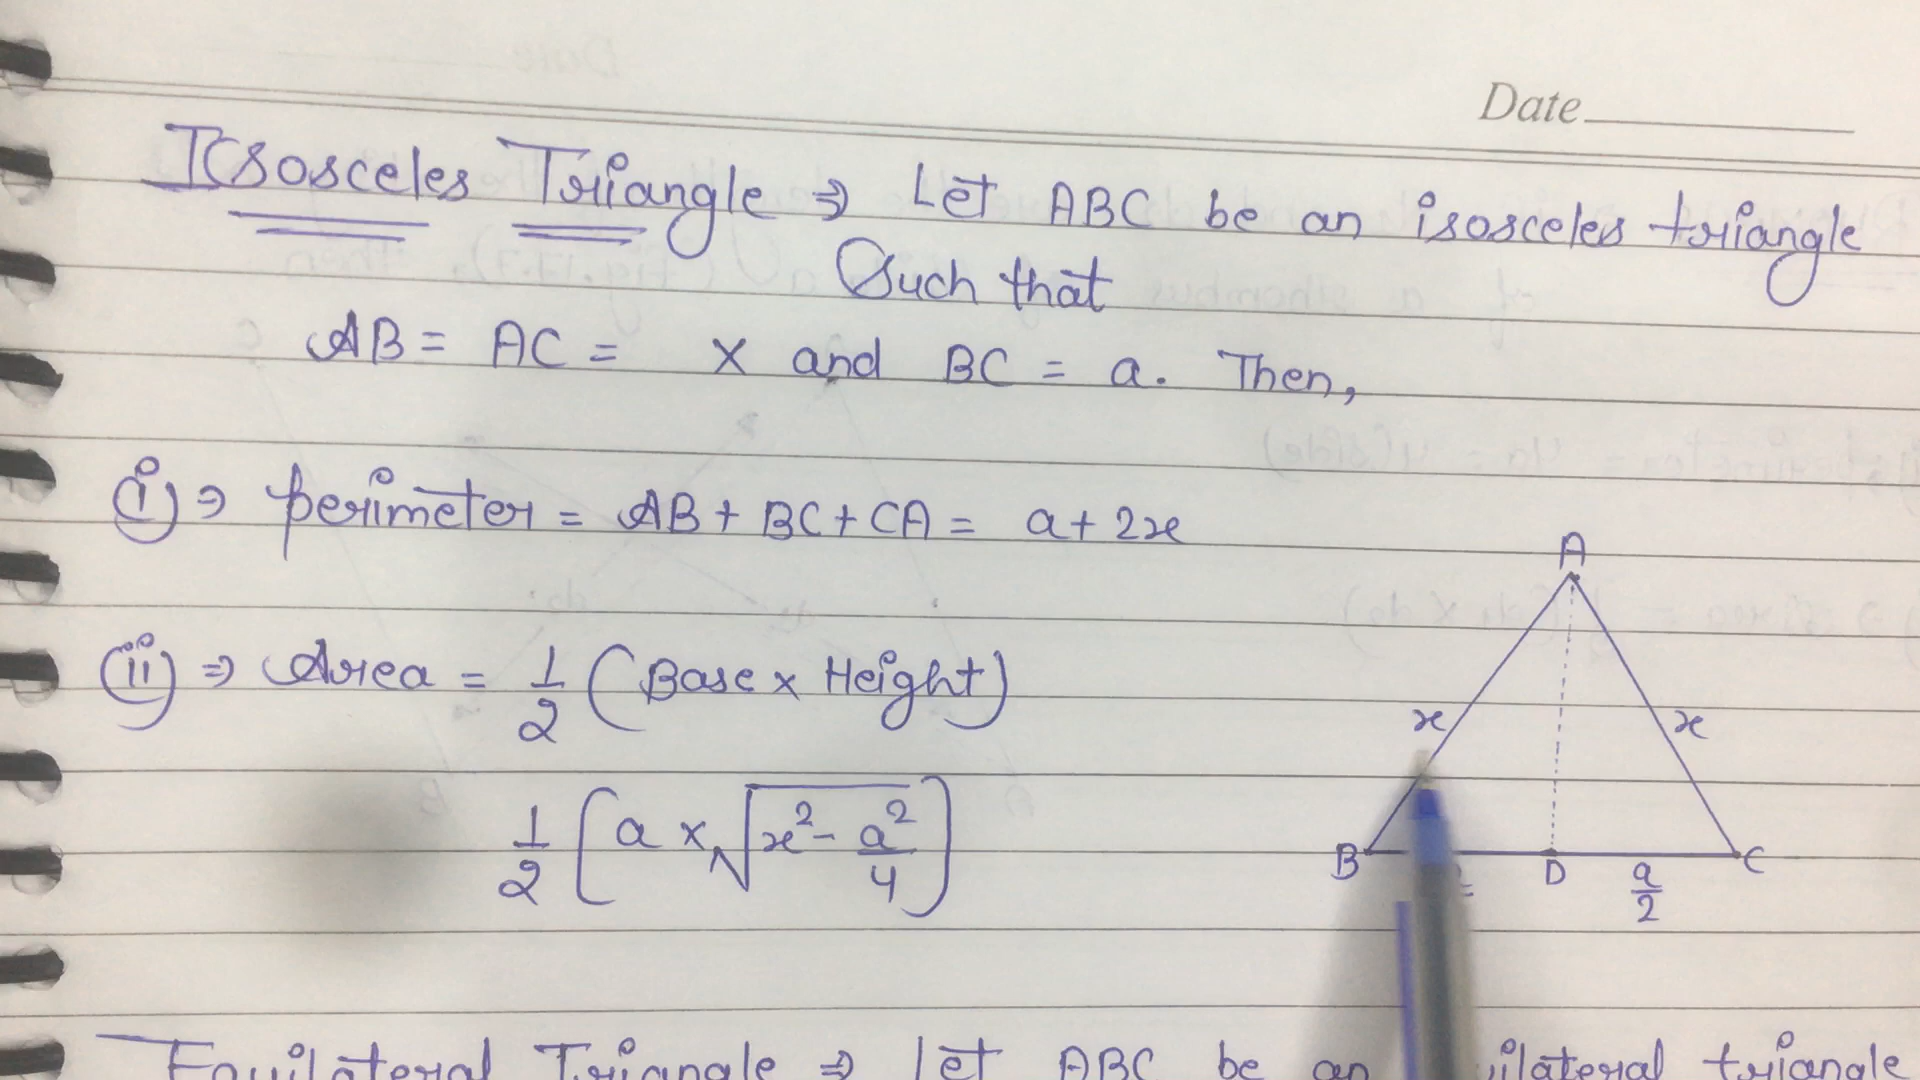 Date
Isosceles Triangle ⇒ Let ABC be an isosceles triangle
Such that
AB = AC = x and BC = a. Then,
(i) ⇒ perimeter = AB + BC + CA = a + 2x
(ii) ⇒ Area = 1/2 (Base x Height)
1/2 [a x √(x² - a²/4)]
A
x x
B D C
a/2
Equilateral Triangle ⇒ Let ABC be an ilateral triangle